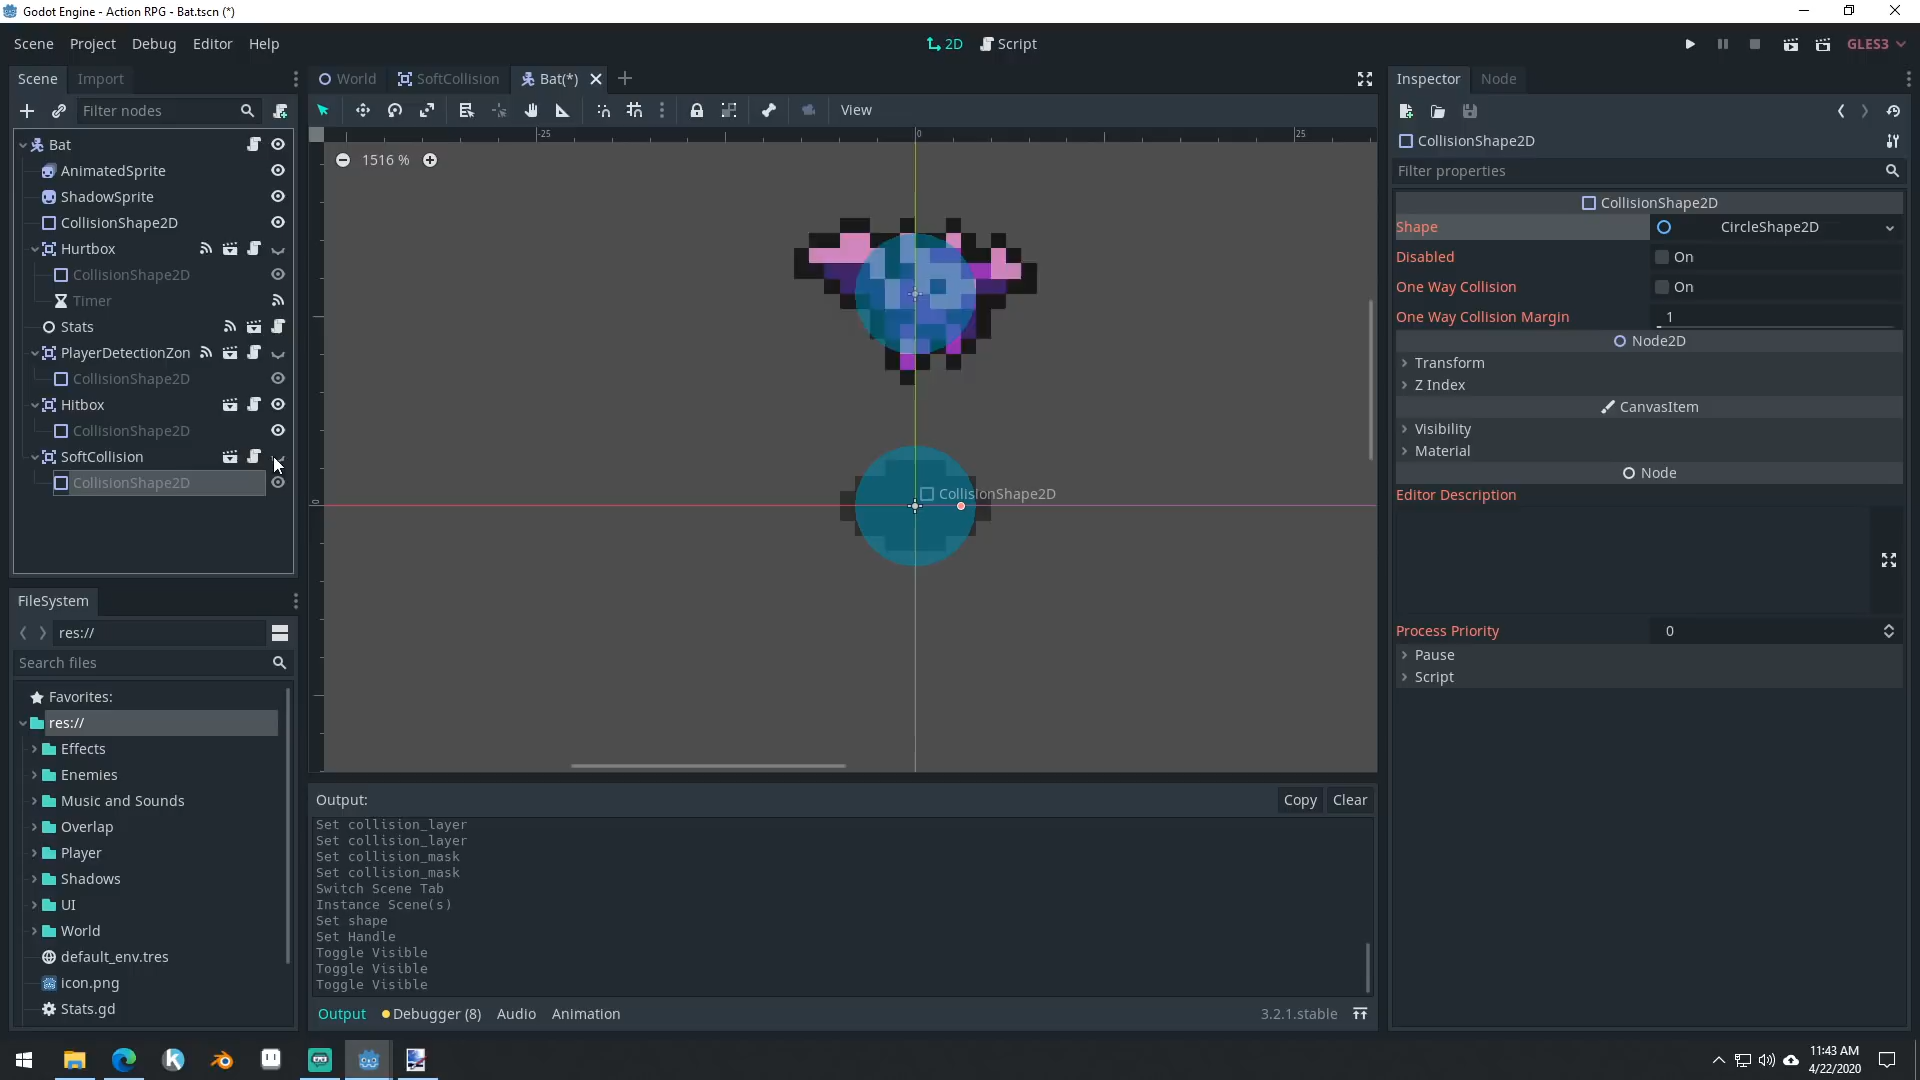 Godot Engine - Action RPG - Bat.tscn (*)
Scene Project Debug Editor Help
2D Script
GLES3
Scene Import
World SoftCollision Bat(*)
Inspector Node
Filter nodes
View
CollisionShape2D
Filter properties
Bat
AnimatedSprite
ShadowSprite
CollisionShape2D
Hurtbox
CollisionShape2D
Timer
Stats
PlayerDetectionZon
CollisionShape2D
Hitbox
CollisionShape2D
SoftCollision
CollisionShape2D
-25 0 25
1516 %
0
CollisionShape2D
CollisionShape2D
Shape CircleShape2D
Disabled On
One Way Collision On
One Way Collision Margin 1
Node2D
Transform
Z Index
CanvasItem
Visibility
Material
Node
Editor Description
Process Priority 0
Pause
Script
FileSystem
res://
Search files
Favorites:
res://
Effects
Enemies
Music and Sounds
Overlap
Player
Shadows
UI
World
default_env.tres
icon.png
Stats.gd
Output: Copy Clear
Set collision_layer
Set collision_layer
Set collision_mask
Set collision_mask
Switch Scene Tab
Instance Scene(s)
Set shape
Set Handle
Toggle Visible
Toggle Visible
Toggle Visible
Output Debugger (8) Audio Animation 3.2.1.stable
11:43 AM
4/22/2020